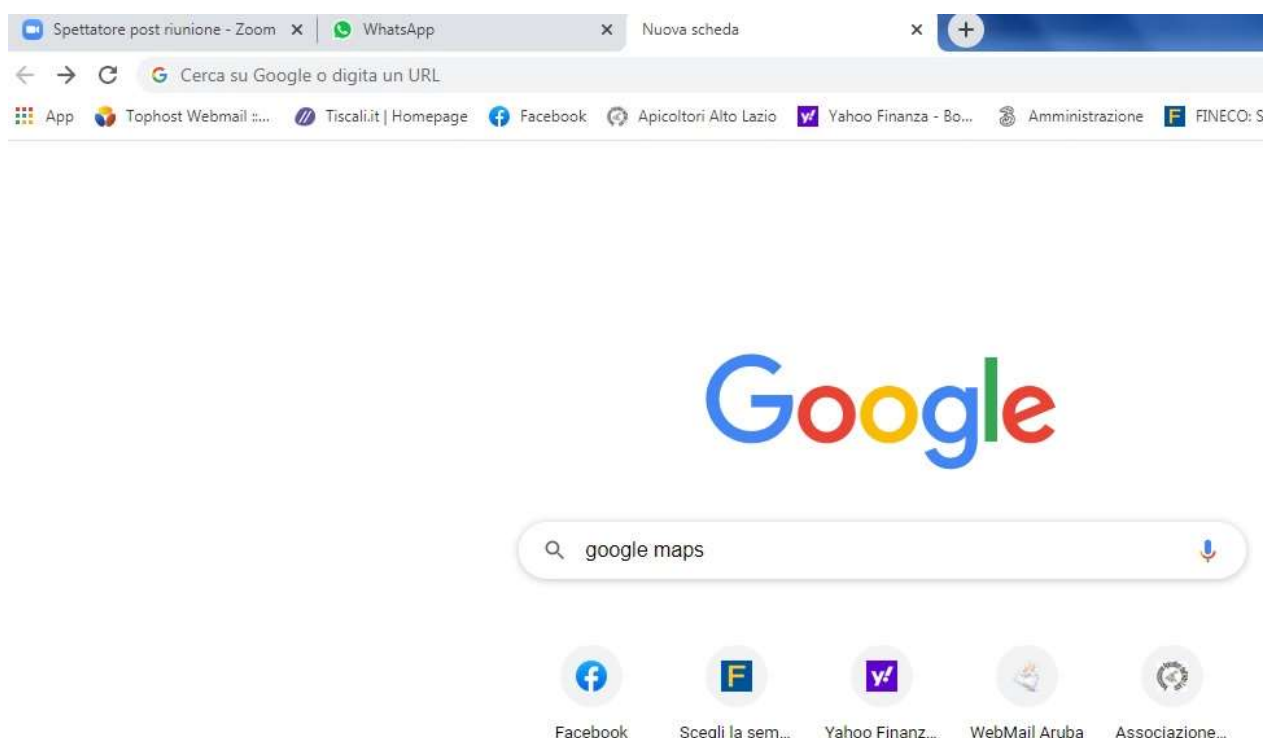 Spettatore post riunione - Zoom WhatsApp Nuova scheda
Cerca su Google o digita un URL
App Tophost Webmail ::... Tiscali.it | Homepage Facebook Apicoltori Alto Lazio Yahoo Finanza - Bo... Amministrazione FINECO: S
Google
google maps
Facebook Scegli la sem... Yahoo Finanz... WebMail Aruba Associazione...